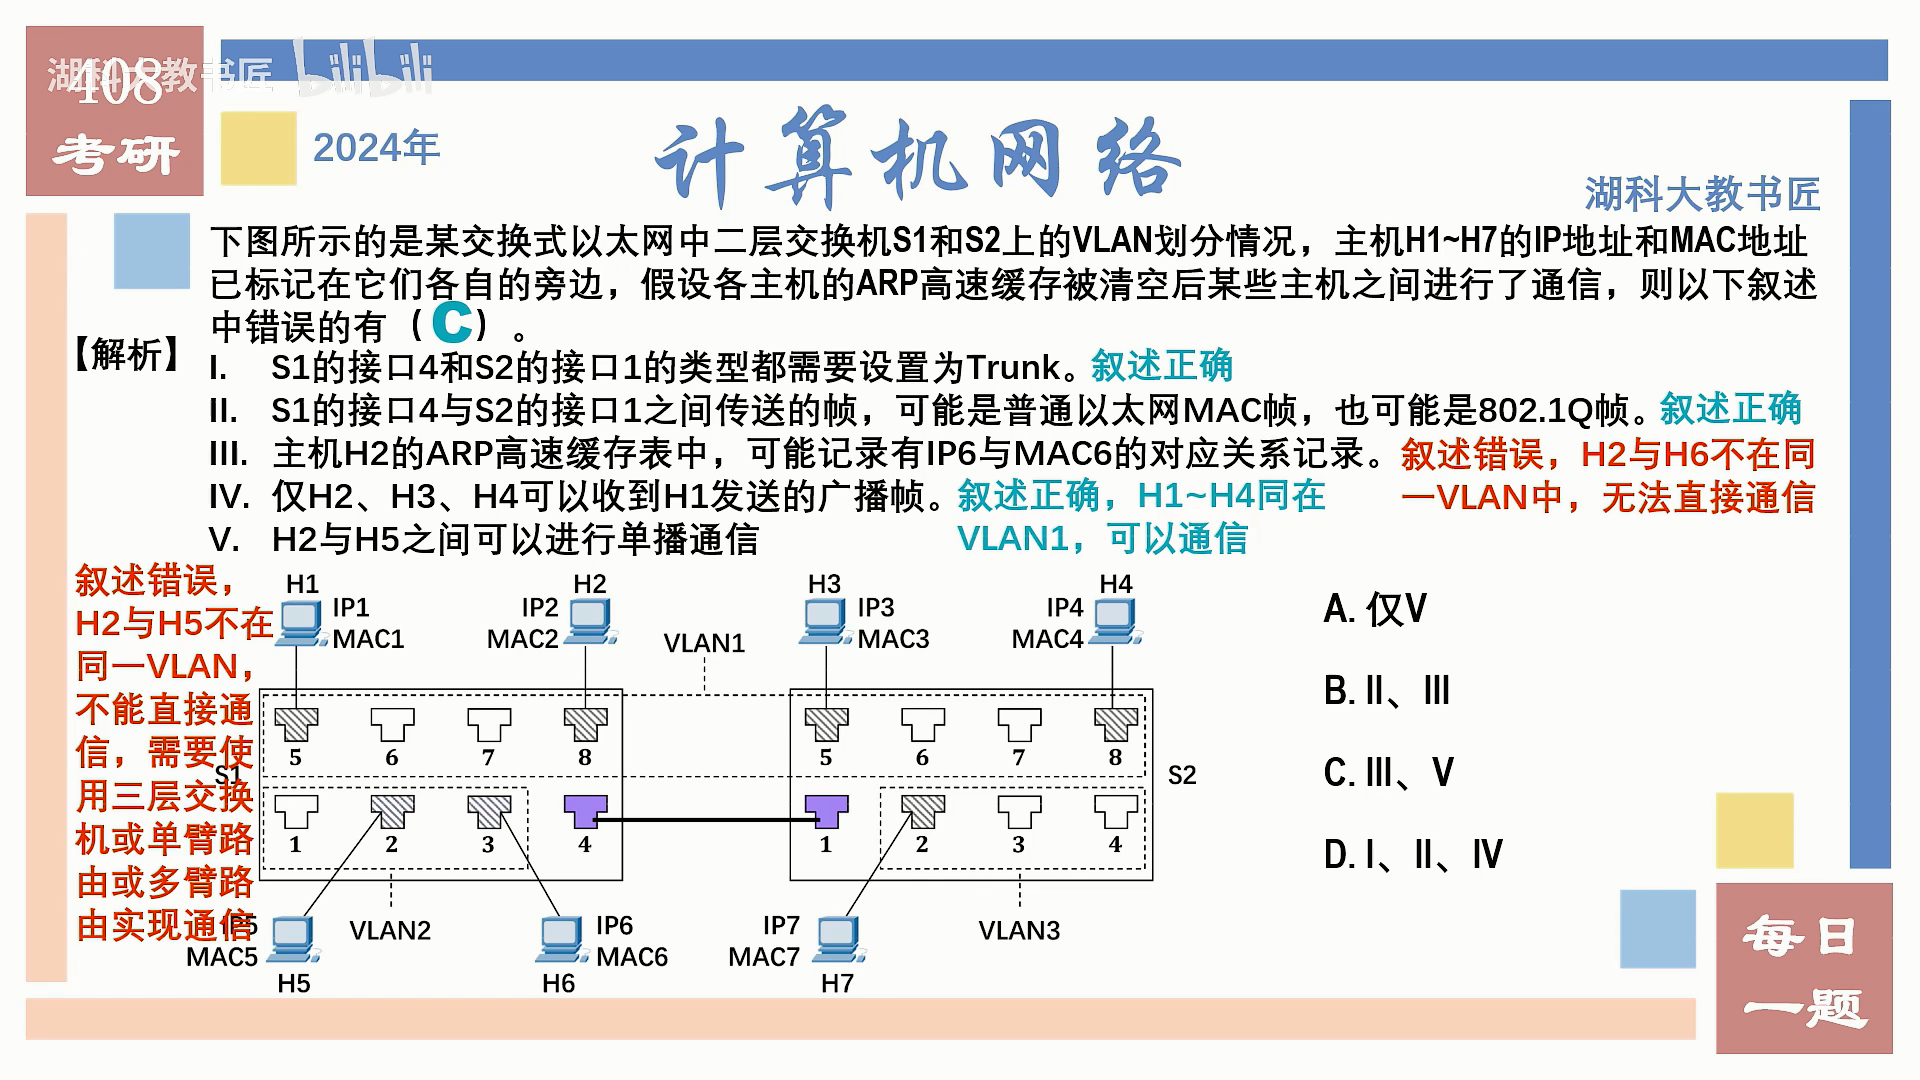 湖科大教书匠 bilibili
408
考研
2024年
计算机网络
湖科大教书匠
下图所示的是某交换式以太网中二层交换机S1和S2上的VLAN划分情况，主机H1~H7的IP地址和MAC地址
已标记在它们各自的旁边，假设各主机的ARP高速缓存被清空后某些主机之间进行了通信，则以下叙述
中错误的有（C）。
【解析】
I. S1的接口4和S2的接口1的类型都需要设置为Trunk。叙述正确
II. S1的接口4与S2的接口1之间传送的帧，可能是普通以太网MAC帧，也可能是802.1Q帧。叙述正确
III. 主机H2的ARP高速缓存表中，可能记录有IP6与MAC6的对应关系记录。叙述错误，H2与H6不在同
一VLAN中，无法直接通信
IV. 仅H2、H3、H4可以收到H1发送的广播帧。叙述正确，H1~H4同在
VLAN1，可以通信
V. H2与H5之间可以进行单播通信
叙述错误，
H2与H5不在
同一VLAN，
不能直接通
信，需要使
用三层交换
机或单臂路
由或多臂路
由实现通信
H1 H2 H3 H4
IP1 IP2 IP3 IP4
MAC1 MAC2 VLAN1 MAC3 MAC4
5 6 7 8 5 6 7 8
S1 S2
1 2 3 4 1 2 3 4
IP5 VLAN2 IP6 IP7 VLAN3
MAC5 MAC6 MAC7
H5 H6 H7
A. 仅V
B. II、III
C. III、V
D. I、II、IV
每日
一题